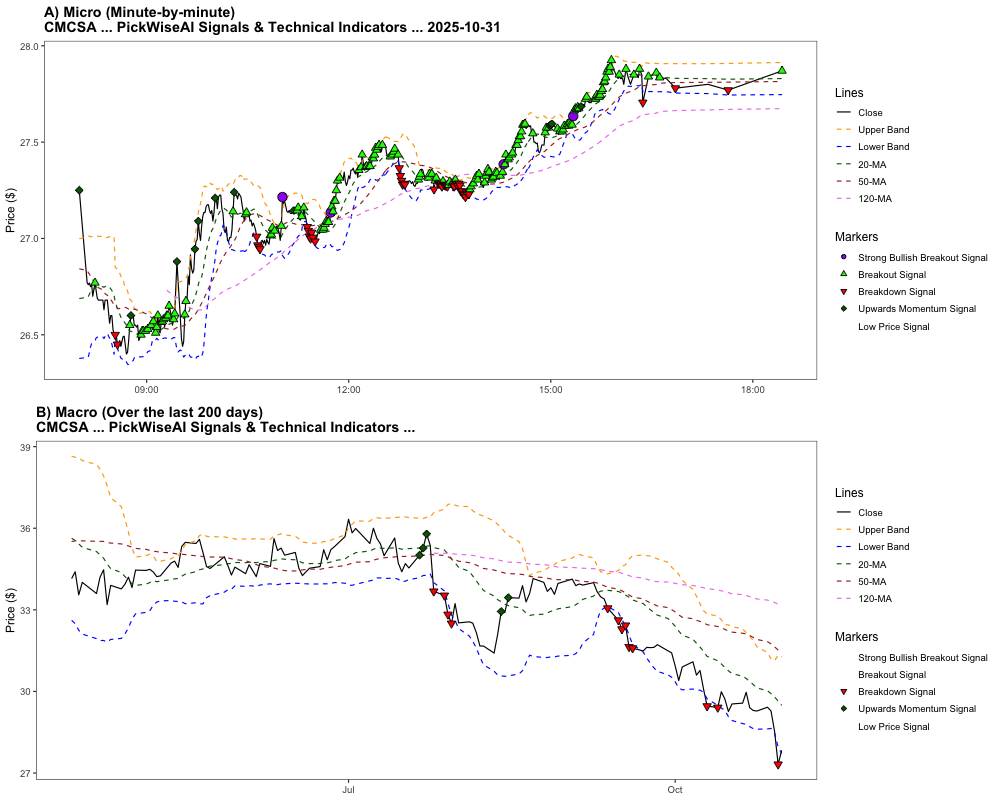 A) Micro (Minute-by-minute)
CMCSA ... PickWiseAI Signals & Technical Indicators ... 2025-10-31
Price ($)
28.0
27.5
27.0
26.5
09:00
12:00
15:00
18:00
Lines
Close
Upper Band
Lower Band
20-MA
50-MA
120-MA
Markers
Strong Bullish Breakout Signal
Breakout Signal
Breakdown Signal
Upwards Momentum Signal
Low Price Signal
B) Macro (Over the last 200 days)
CMCSA ... PickWiseAI Signals & Technical Indicators ...
Price ($)
39
36
33
30
27
Jul
Oct
Lines
Close
Upper Band
Lower Band
20-MA
50-MA
120-MA
Markers
Strong Bullish Breakout Signal
Breakout Signal
Breakdown Signal
Upwards Momentum Signal
Low Price Signal